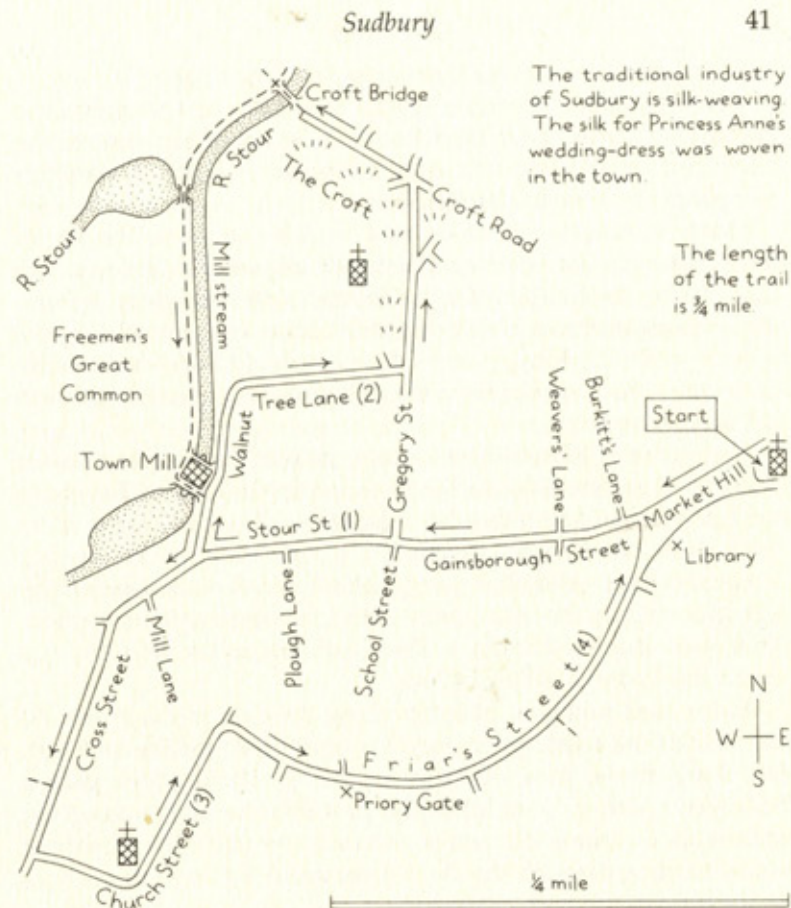 Sudbury
41
The traditional industry
of Sudbury is silk-weaving.
The silk for Princess Anne's
wedding-dress was woven
in the town.
Croft Bridge
R. Stour
The Croft
Croft Road
R. Stour
Mill stream
The length
of the trail
is ¾ mile.
Freemen's
Great
Common
Tree Lane (2)
Walnut
Gregory St
Weavers' Lane
Burkitt's Lane
Start
Town Mill
Market Hill
Stour St (1)
Gainsborough Street
Library
Plough Lane
School Street
Mill Lane
Cross Street
Friar's Street (4)
N
W E
S
Priory Gate
Church Street (3)
¼ mile